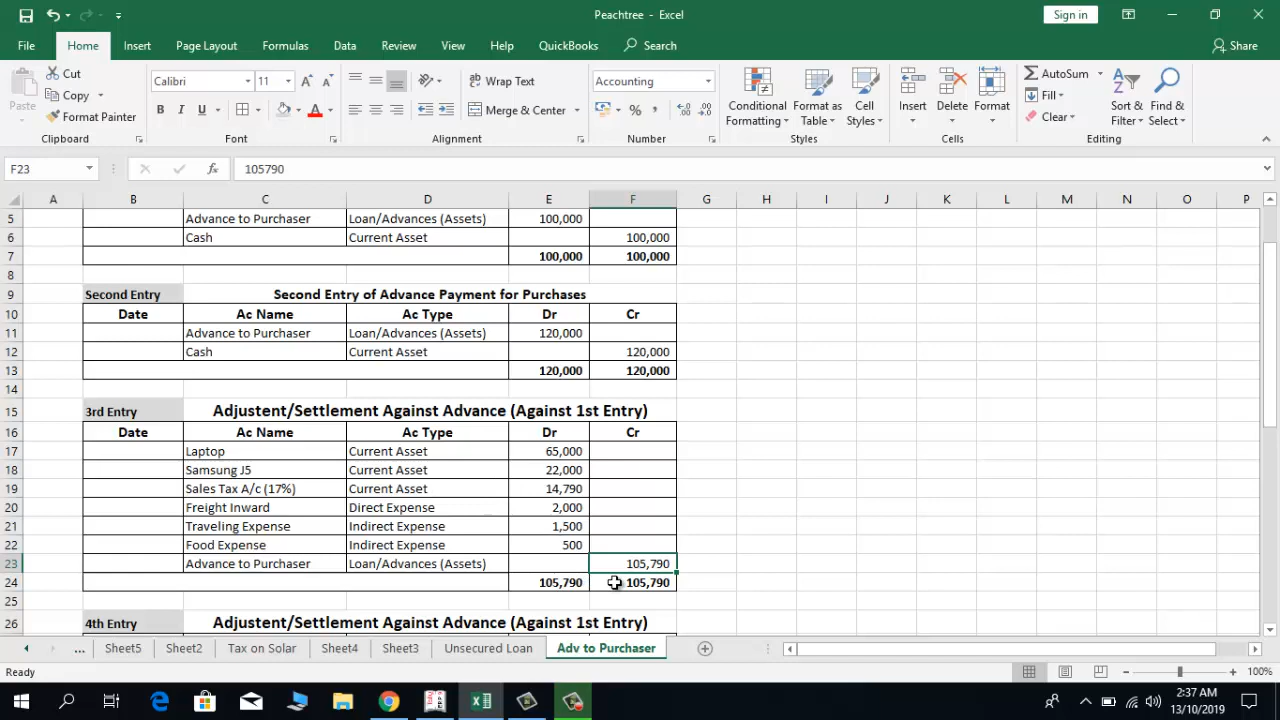 Peachtree - Excel
Sign in
File Home Insert Page Layout Formulas Data Review View Help QuickBooks Search Share
Paste Cut Copy Format Painter
Calibri 11 A A
B I U A
Wrap Text
Merge & Center
Accounting
% ,
Conditional Formatting
Format as Table
Cell Styles
Insert Delete Format
AutoSum
Fill
Clear
Sort & Filter
Find & Select
Clipboard Font Alignment Number Styles Cells Editing
F23 fx 105790
A B C D E F G H I J K L M N O P
5 Advance to Purchaser Loan/Advances (Assets) 100,000
6 Cash Current Asset 100,000
7 100,000 100,000
8
9 Second Entry Second Entry of Advance Payment for Purchases
10 Date Ac Name Ac Type Dr Cr
11 Advance to Purchaser Loan/Advances (Assets) 120,000
12 Cash Current Asset 120,000
13 120,000 120,000
14
15 3rd Entry Adjustent/Settlement Against Advance (Against 1st Entry)
16 Date Ac Name Ac Type Dr Cr
17 Laptop Current Asset 65,000
18 Samsung J5 Current Asset 22,000
19 Sales Tax A/c (17%) Current Asset 14,790
20 Freight Inward Direct Expense 2,000
21 Traveling Expense Indirect Expense 1,500
22 Food Expense Indirect Expense 500
23 Advance to Purchaser Loan/Advances (Assets) 105,790
24 105,790 105,790
25
26 4th Entry Adjustent/Settlement Against Advance (Against 1st Entry)
... Sheet5 Sheet2 Tax on Solar Sheet4 Sheet3 Unsecured Loan Adv to Purchaser
Ready 100%
2:37 AM
13/10/2019